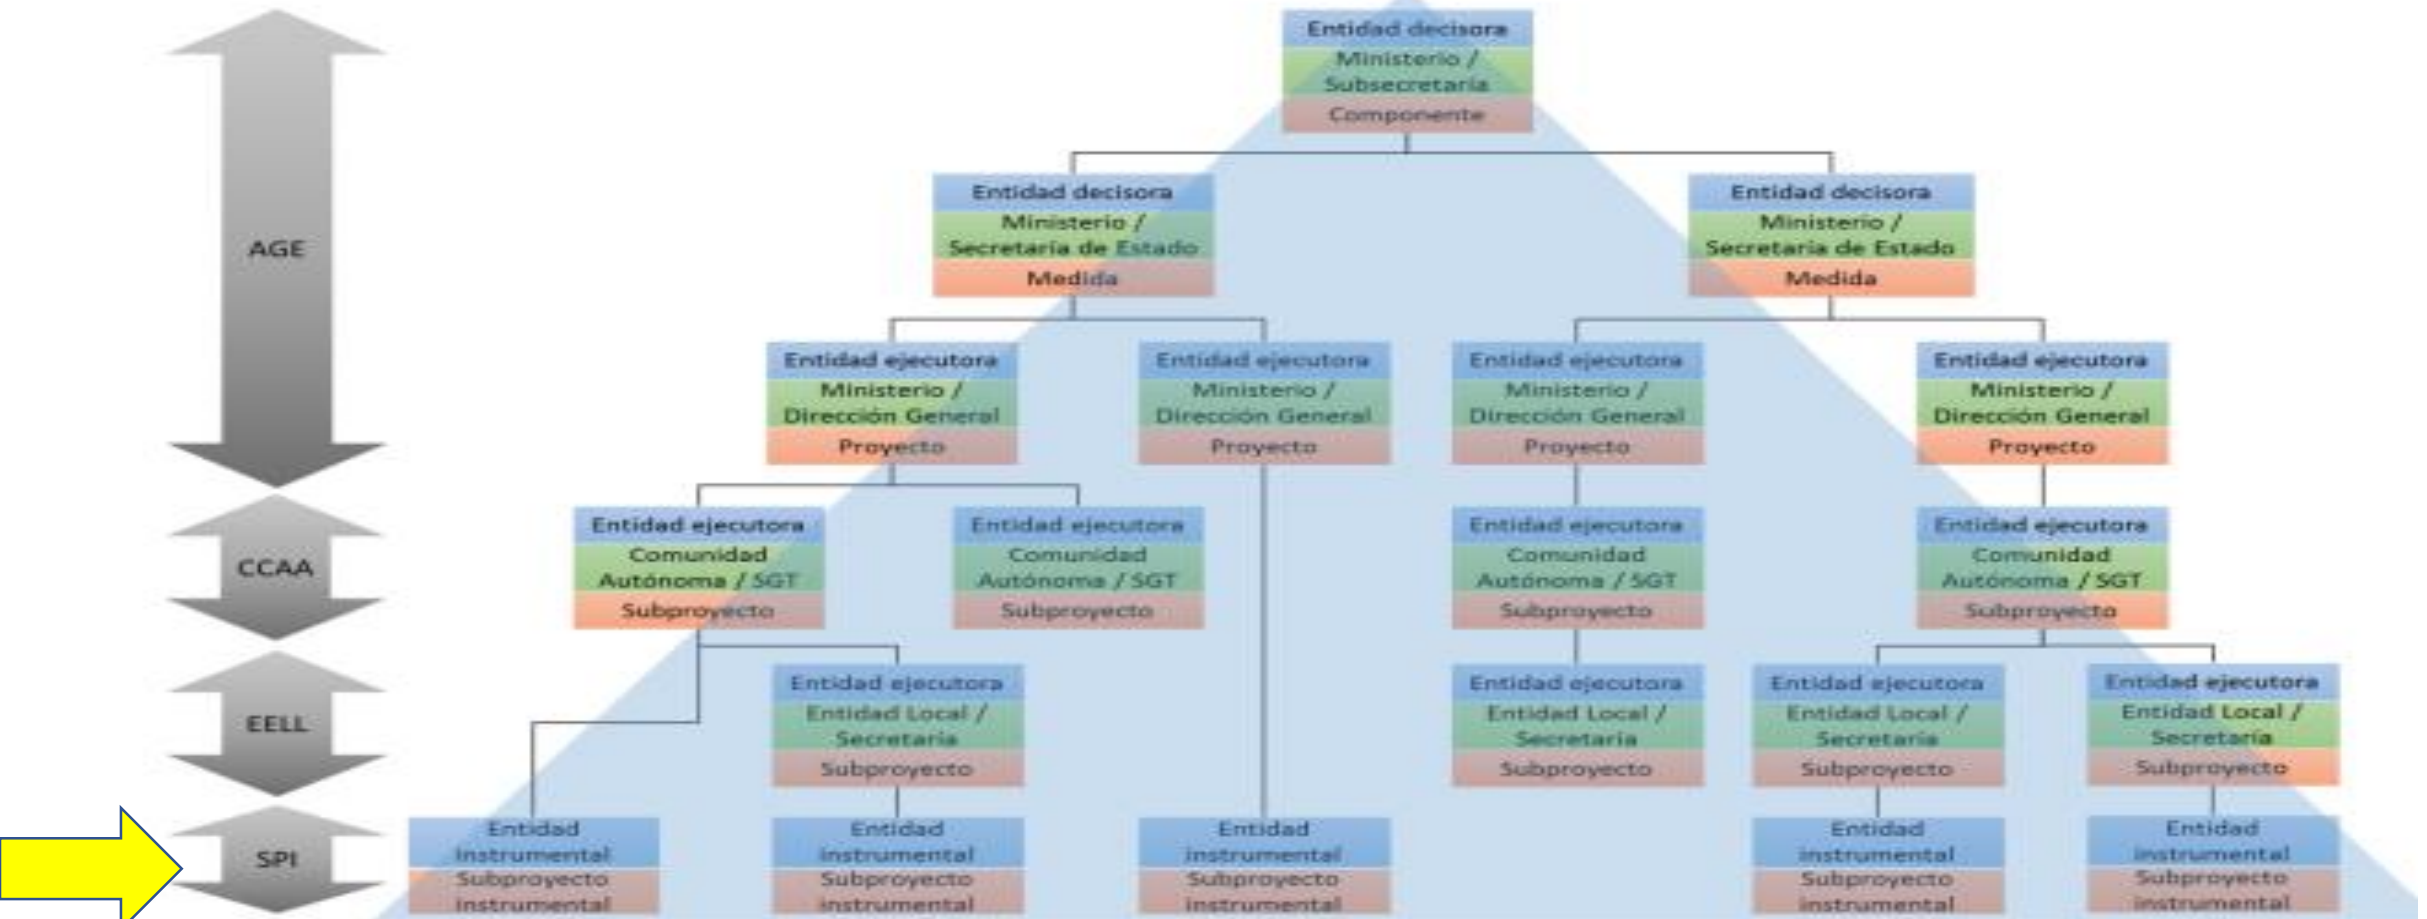 Entidad decisora
Ministerio /
Subsecretaría
Componente
Entidad decisora
Ministerio /
Secretaría de Estado
Medida
Entidad decisora
Ministerio /
Secretaría de Estado
Medida
AGE
Entidad ejecutora
Ministerio /
Dirección General
Proyecto
Entidad ejecutora
Ministerio /
Dirección General
Proyecto
Entidad ejecutora
Ministerio /
Dirección General
Proyecto
Entidad ejecutora
Ministerio /
Dirección General
Proyecto
CCAA
Entidad ejecutora
Comunidad
Autónoma / SGT
Subproyecto
Entidad ejecutora
Comunidad
Autónoma / SGT
Subproyecto
Entidad ejecutora
Comunidad
Autónoma / SGT
Subproyecto
Entidad ejecutora
Comunidad
Autónoma / SGT
Subproyecto
EELL
Entidad ejecutora
Entidad Local /
Secretaría
Subproyecto
Entidad ejecutora
Entidad Local /
Secretaría
Subproyecto
Entidad ejecutora
Entidad Local /
Secretaría
Subproyecto
Entidad ejecutora
Entidad Local /
Secretaría
Subproyecto
SPI
Entidad
instrumental
Subproyecto
instrumental
Entidad
instrumental
Subproyecto
instrumental
Entidad
instrumental
Subproyecto
instrumental
Entidad
instrumental
Subproyecto
instrumental
Entidad
instrumental
Subproyecto
instrumental